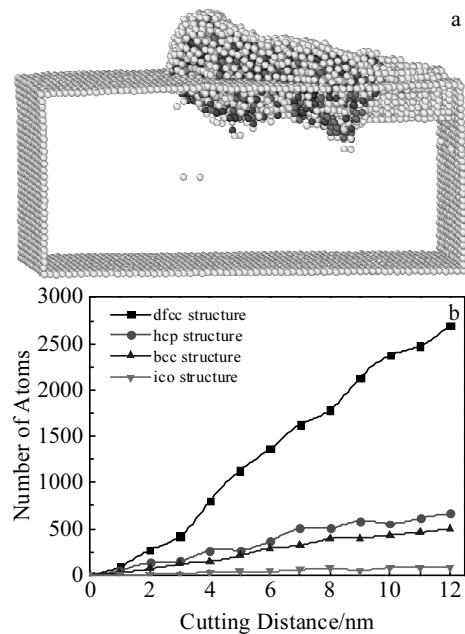 a
b
3000
2500
2000
1500
1000
500
0
Number of Atoms
dfcc structure
hcp structure
bcc structure
ico structure
0 2 4 6 8 10 12
Cutting Distance/nm